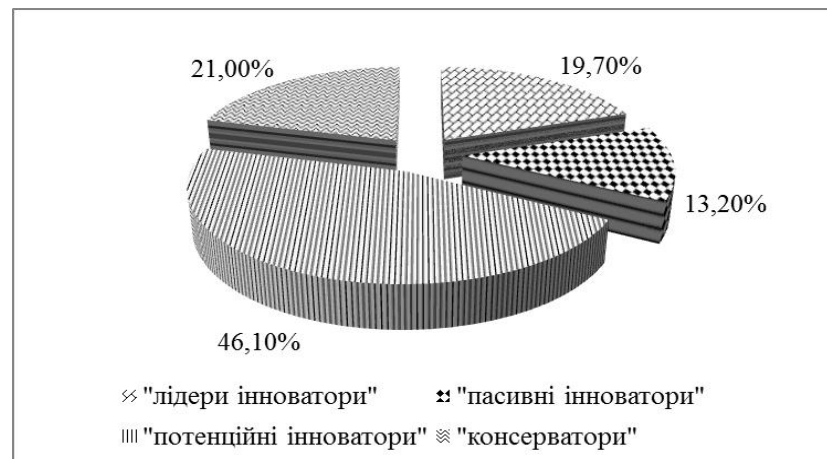 21,00%
19,70%
13,20%
46,10%
"лідери інноватори"
"пасивні інноватори"
"потенційні інноватори"
"консерватори"